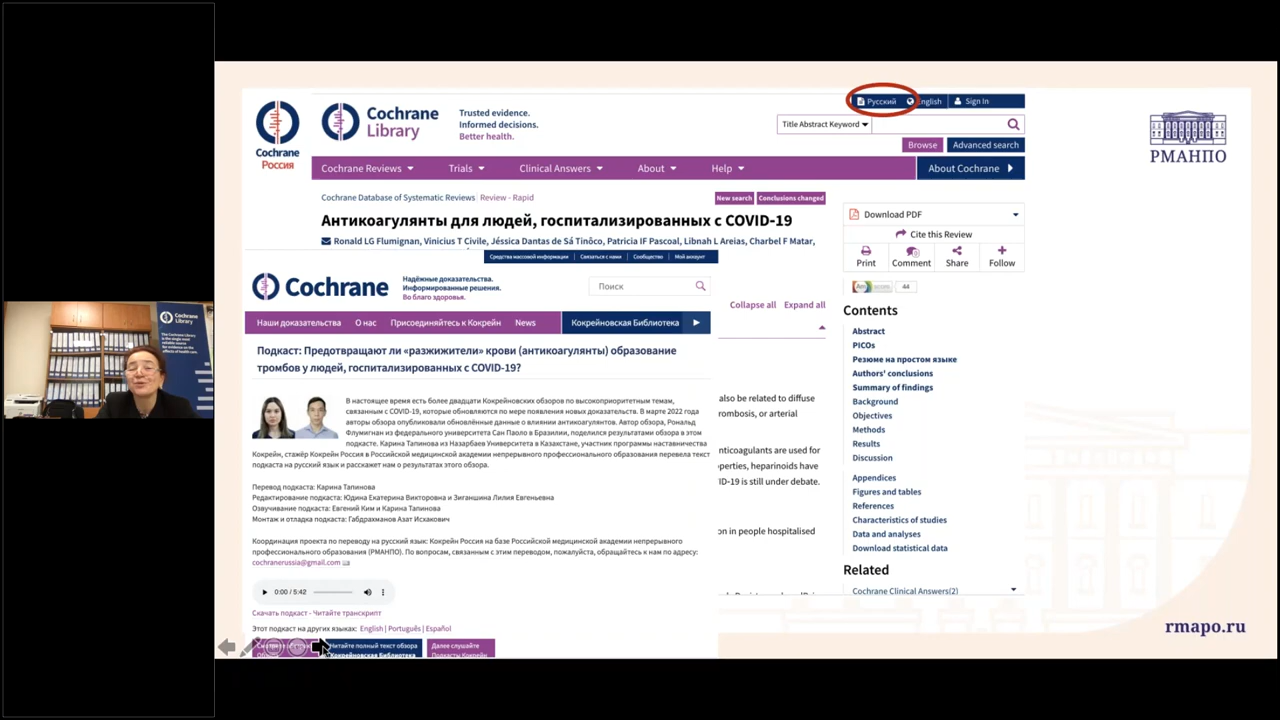 Cochrane
Россия
Cochrane
Library
Trusted evidence.
Informed decisions.
Better health.
Русский
English
Sign In
Title Abstract Keyword
Browse
Advanced search
Cochrane Reviews
Trials
Clinical Answers
About
Help
About Cochrane
РМАНПО
Cochrane Database of Systematic Reviews Review - Rapid
New search
Conclusions changed
Антикоагулянты для людей, госпитализированных с COVID-19
Ronald LG Flumignan, Vinicius T Civile, Jéssica Dantas de Sá Tinôco, Patricia IF Pascoal, Libnah L Areias, Charbel F Matar,
Средства массовой информации
Связаться с нами
Сообщество
Мой аккаунт
Cochrane
Надёжные доказательства.
Информированные решения.
Во благо здоровья.
Поиск
Наши доказательства
О нас
Присоединяйтесь к Кокрейн
News
Кокрейновская Библиотека
Подкаст: Предотвращают ли «разжижители» крови (антикоагулянты) образование
тромбов у людей, госпитализированных с COVID-19?
В настоящее время есть более двадцати Кокрейновских обзоров по высокоприоритетным темам,
связанным с COVID-19, которые обновляются по мере появления новых доказательств. В марте 2022 года
авторы обзора опубликовали обновлённые данные о влиянии антикоагулянтов. Автор обзора, Рональд
Флумигнан из федерального университета Сан Паоло в Бразилии, поделился результатами обзора в этом
подкасте. Карина Тапинова из Назарбаев Университета в Казахстане, участник программы наставничества
Кокрейн, стажёр Кокрейн Россия в Российской медицинской академии непрерывного профессионального образования перевела текст
подкаста на русский язык и расскажет нам о результатах этого обзора.
Перевод подкаста: Карина Тапинова
Редактирование подкаста: Юдина Екатерина Викторовна и Зиганшина Лилия Евгеньевна
Озвучивание подкаста: Евгений Ким и Карина Тапинова
Монтаж и отладка подкаста: Габдрахманов Азат Исхакович
Координация проекта по переводу на русский язык: Кокрейн Россия на базе Российской медицинской академии непрерывного
профессионального образования (РМАНПО). По вопросам, связанным с этим переводом, пожалуйста, обращайтесь к нам по адресу:
cochranerussia@gmail.com
0:00 / 5:42
Скачать подкаст - Читайте транскрипт
Этот подкаст на других языках: English | Português | Español
Читайте полный текст обзора
Кокрейновская Библиотека
Далее слушайте
Подкасты Кокрейн
Collapse all
Expand all
also be related to diffuse
rombosis, or arterial
nticoagulants are used for
perties, heparinoids have
ID-19 is still under debate.
on in people hospitalised
Download PDF
Cite this Review
Print
Comment
Share
Follow
44
Contents
Abstract
PICOs
Резюме на простом языке
Authors' conclusions
Summary of findings
Background
Objectives
Methods
Results
Discussion
Appendices
Figures and tables
References
Characteristics of studies
Data and analyses
Download statistical data
Related
Cochrane Clinical Answers(2)
rmapo.ru
Cochrane
Library